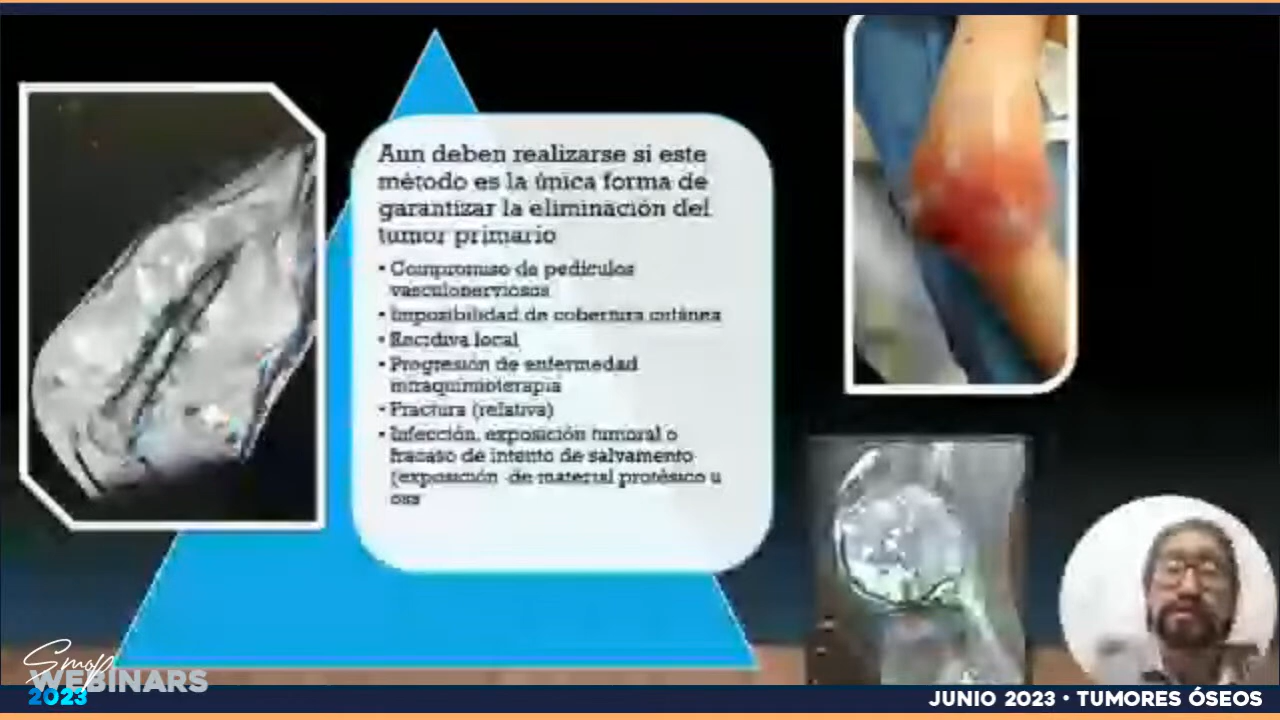 Aun deben realizarse si este
método es la única forma de
garantizar la eliminación del
tumor primario
• Compromiso de pedículos
vasculonerviosos
• Imposibilidad de cobertura cutánea
• Recidiva local
• Progresión de enfermedad
intraquimioterapia
• Fractura (relativa)
• Infección, exposición tumoral o
fracaso de intento de salvamento
(exposición de material protésico u
ose
Smop
WEBINARS
2023
JUNIO 2023 • TUMORES ÓSEOS